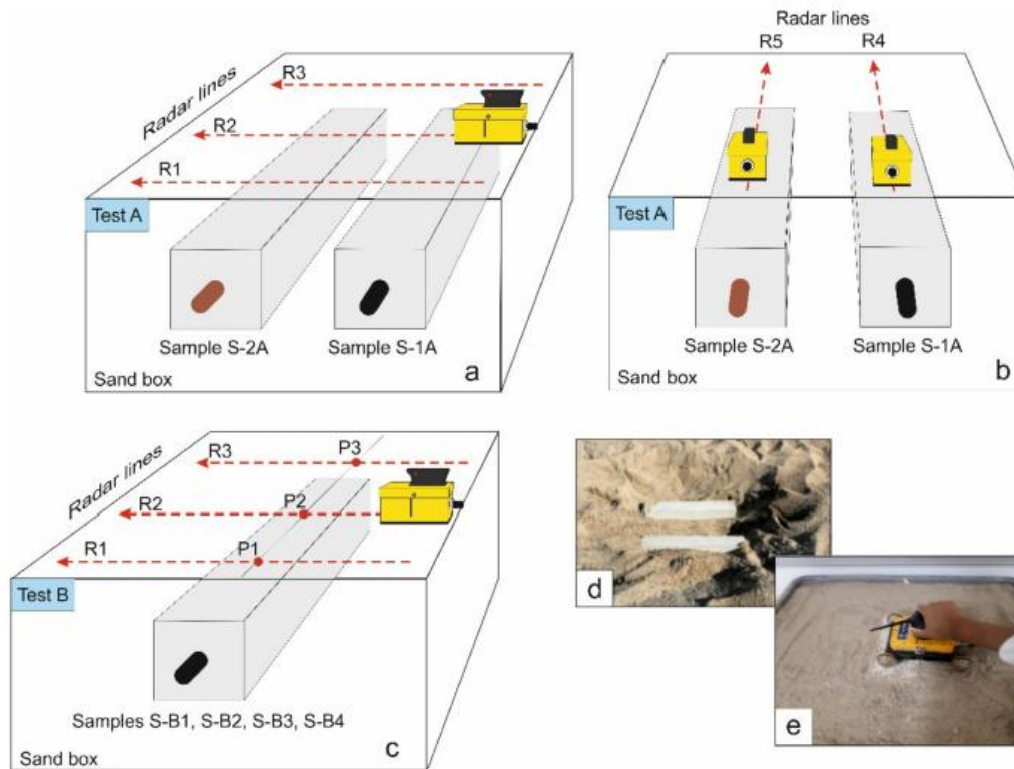 Radar lines
R3
R2
R1
Test A
Sample S-2A
Sample S-1A
Sand box
a
Radar lines
R5
R4
Test A
Sample S-2A
Sample S-1A
Sand box
b
Radar lines
R3
P3
R2
P2
R1
P1
Test B
Samples S-B1, S-B2, S-B3, S-B4
Sand box
c
d
e